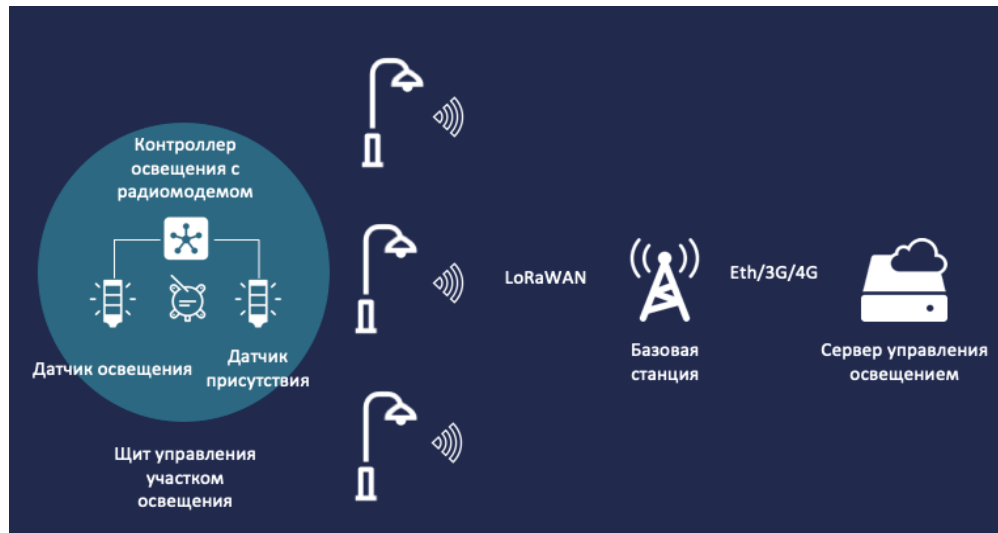 Контроллер
освещения с
радиомодемом
Датчик освещения
Датчик
присутствия
Щит управления
участком
освещения
LoRaWAN
Базовая
станция
Eth/3G/4G
Сервер управления
освещением